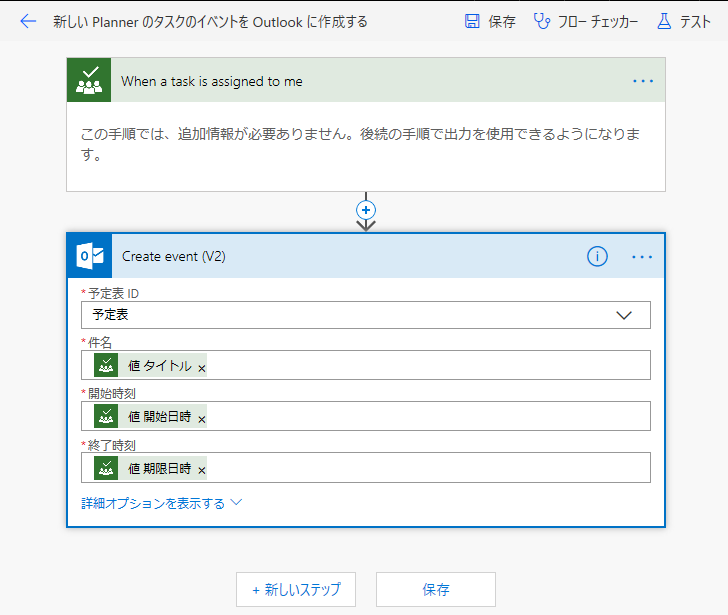 新しい Planner のタスクのイベントを Outlook に作成する 保存 フロー チェッカー テスト
When a task is assigned to me ...
この手順では、追加情報が必要ありません。後続の手順で出力を使用できるようになりま
す。
Create event (V2) ...
*予定表 ID
予定表
*件名
値 タイトル ×
*開始時刻
値 開始日時 ×
*終了時刻
値 期限日時 ×
詳細オプションを表示する
+ 新しいステップ 保存